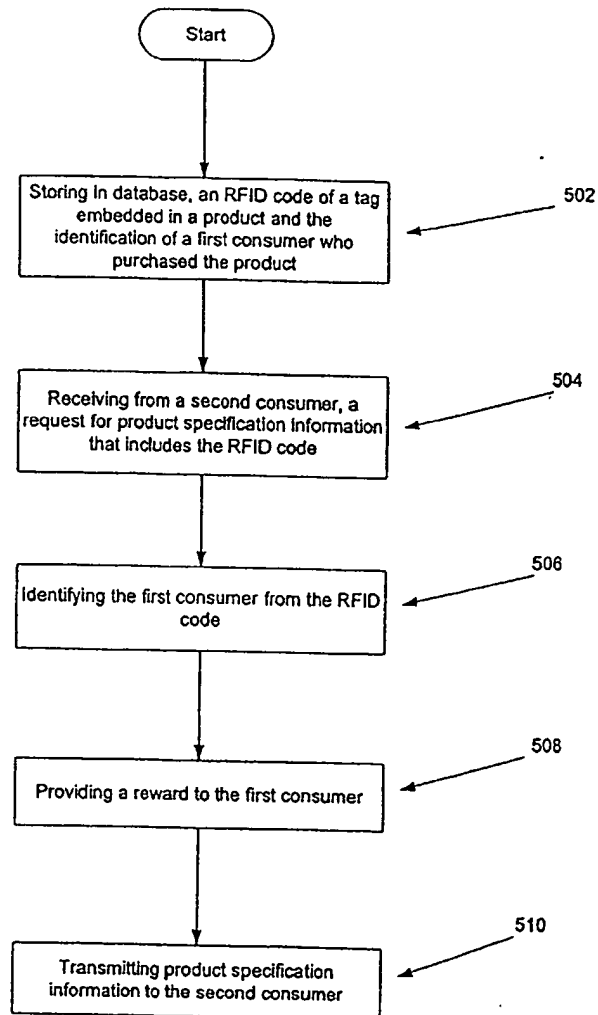 Start
Storing in database, an RFID code of a tag
embedded in a product and the
identification of a first consumer who
purchased the product
502
Receiving from a second consumer, a
request for product specification information
that includes the RFID code
504
Identifying the first consumer from the RFID
code
506
Providing a reward to the first consumer
508
Transmitting product specification
information to the second consumer
510